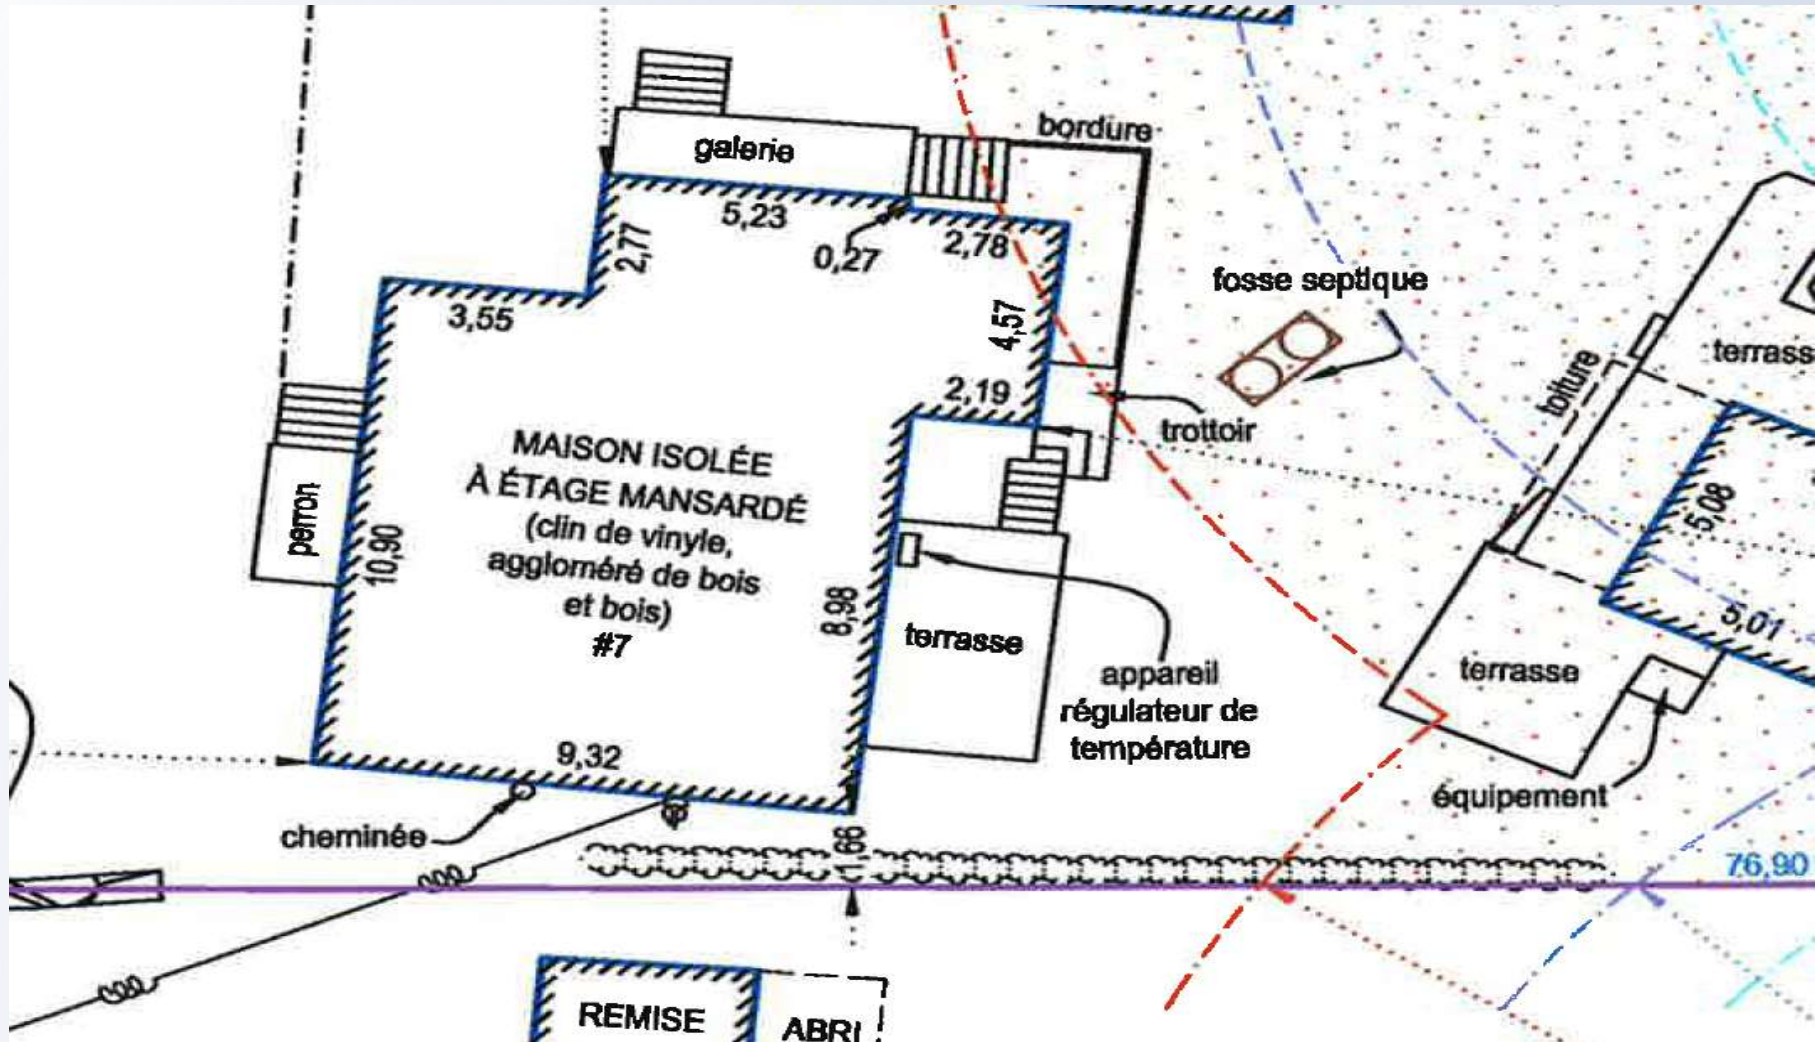 bordure
galerie
5,23
2,77
0,27
2,78
fosse septique
3,55
4,57
toiture
terrass
2,19
trottoir
MAISON ISOLÉE
À ÉTAGE MANSARDÉ
(clin de vinyle,
aggloméré de bois
et bois)
#7
perron
10,90
8,98
5,08
5,01
terrasse
terrasse
appareil
régulateur de
température
9,32
équipement
cheminée
1,66
76,90
REMISE
ABRI